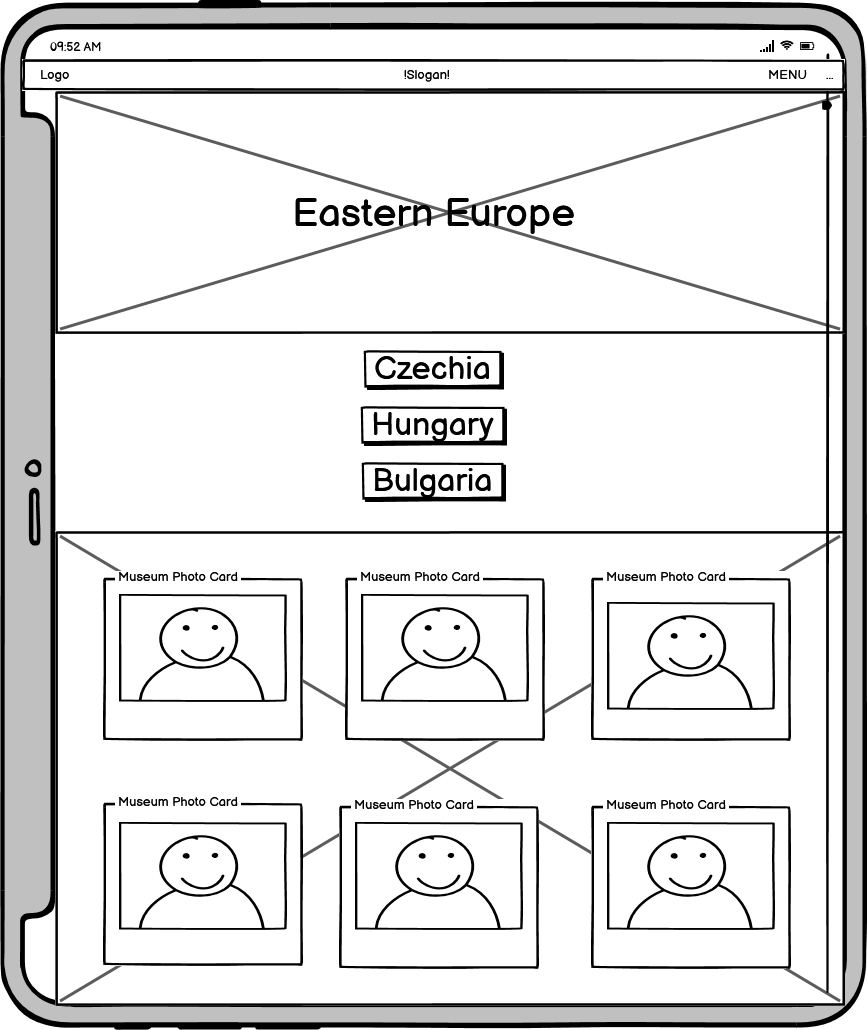 09:52 AM
Logo !Slogan! MENU ...
Eastern Europe
Czechia
Hungary
Bulgaria
Museum Photo Card Museum Photo Card Museum Photo Card
Museum Photo Card Museum Photo Card Museum Photo Card